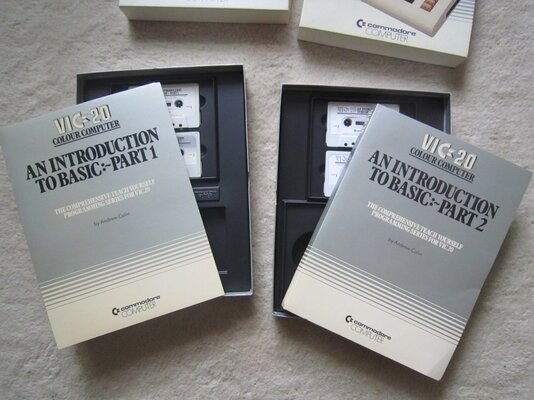 commodore
COMPUTER
commodore
COMPUTER
VIC-20
COLOUR COMPUTER
AN INTRODUCTION
TO BASIC:-PART 1
THE COMPREHENSIVE TEACH YOURSELF
PROGRAMMING SERIES FOR VIC 20
by Andrew Colin
commodore
COMPUTER
VIC-20
COLOUR COMPUTER
AN INTRODUCTION
TO BASIC:-PART 2
THE COMPREHENSIVE TEACH YOURSELF
PROGRAMMING SERIES FOR VIC 20
by Andrew Colin
commodore
COMPUTER